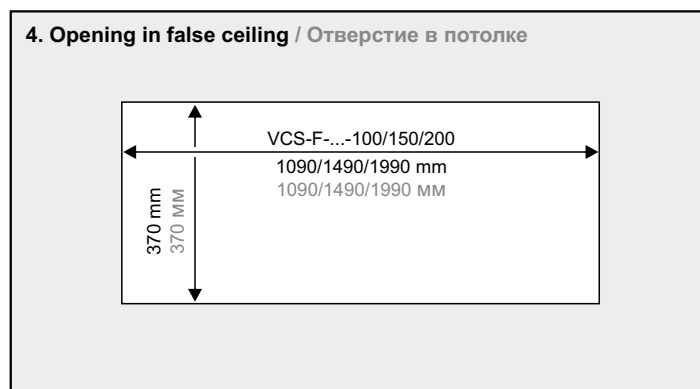 4. Opening in false ceiling / Отверстие в потолке
VCS-F-...-100/150/200
1090/1490/1990 mm
1090/1490/1990 мм
370 mm
370 мм